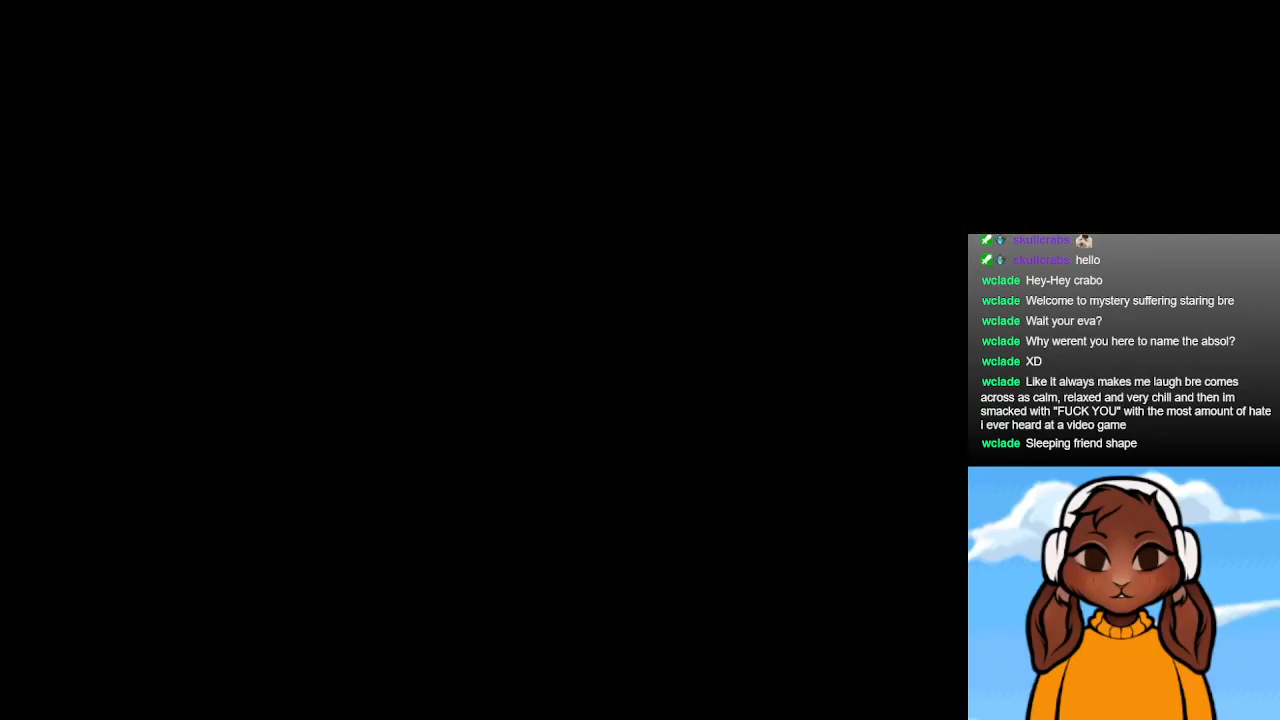 skullcrabs
skullcrabs hello
wclade Hey-Hey crabo
wclade Welcome to mystery suffering staring bre
wclade Wait your eva?
wclade Why werent you here to name the absol?
wclade XD
wclade Like it always makes me laugh bre comes
across as calm, relaxed and very chill and then im
smacked with "FUCK YOU" with the most amount of hate
i ever heard at a video game
wclade Sleeping friend shape